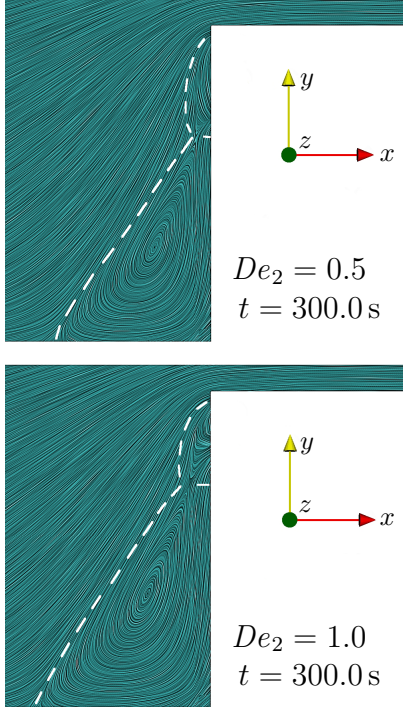 y
z
x
De₂ = 0.5
t = 300.0 s
y
z
x
De₂ = 1.0
t = 300.0 s